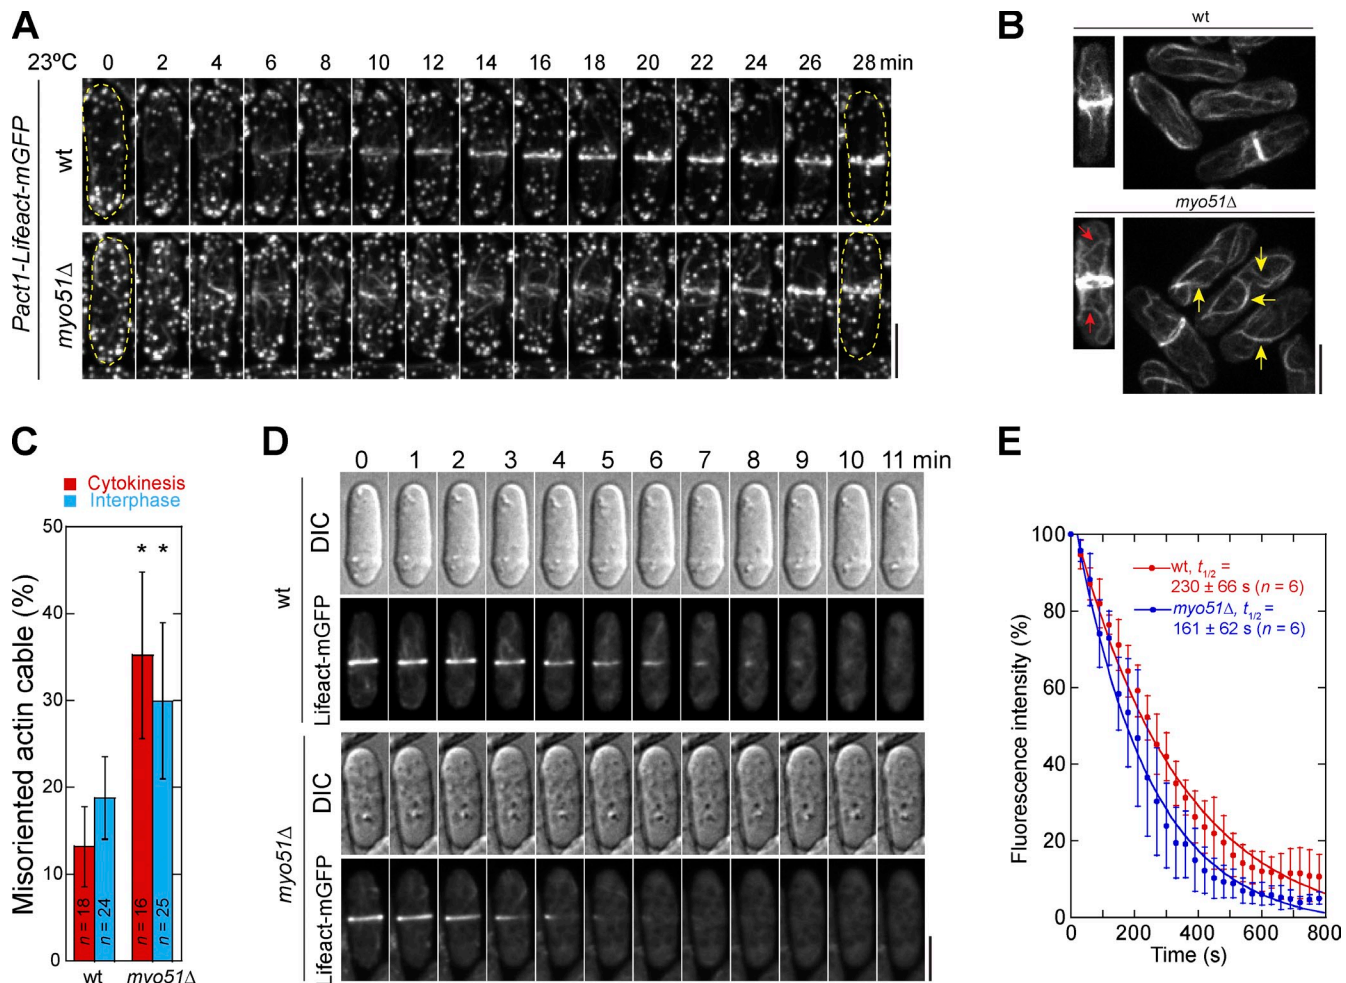 A
23ºC 0 2 4 6 8 10 12 14 16 18 20 22 24 26 28 min
Pact1-Lifeact-mGFP
wt
myo51Δ
B
wt
myo51Δ
C
Cytokinesis
Interphase
Misoriented actin cable (%)
50
40
30
20
10
0
* *
n = 18
n = 24
n = 16
n = 25
wt myo51Δ
D
0 1 2 3 4 5 6 7 8 9 10 11 min
wt
DIC
Lifeact-mGFP
myo51Δ
DIC
Lifeact-mGFP
E
Fluorescence intensity (%)
100
80
60
40
20
0
wt, t1/2 =
230 ± 66 s (n = 6)
myo51Δ, t1/2 =
161 ± 62 s (n = 6)
0 200 400 600 800
Time (s)